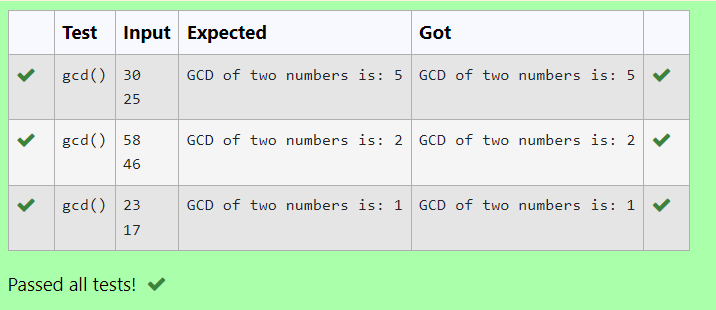 Test Input Expected Got
gcd() 30 GCD of two numbers is: 5 GCD of two numbers is: 5
25
gcd() 58 GCD of two numbers is: 2 GCD of two numbers is: 2
46
gcd() 23 GCD of two numbers is: 1 GCD of two numbers is: 1
17
Passed all tests!